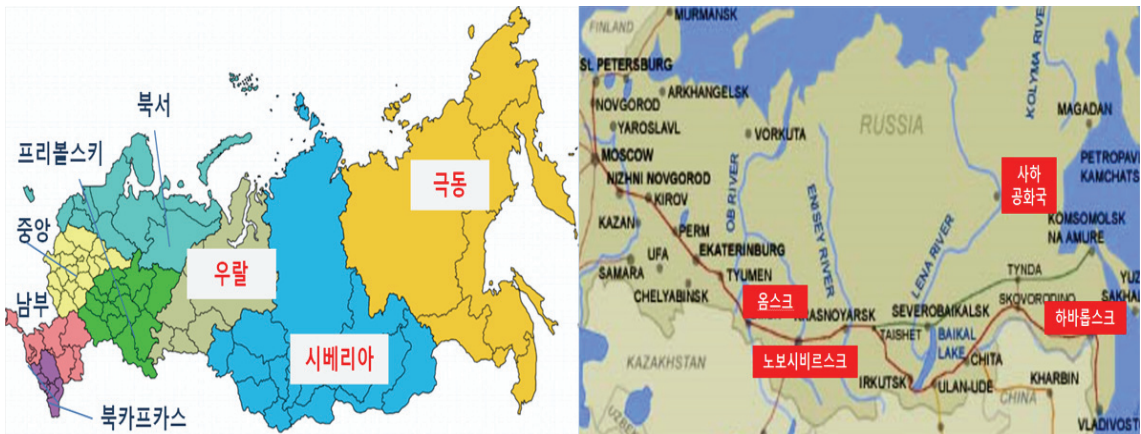 북서
프리볼스키
중앙
남부
북카프카스
우랄
시베리아
극동
MURMANSK
FINLAND
St. PETERSBURG
ARKHANGELSK
NOVGOROD
YAROSLAVL
VORKUTA
MOSCOW
NIZHNI NOVGOROD
KIROV
KAZAN
PERM
UFA
EKATERINBURG
SAMARA
TYUMEN
CHELYABINSK
OB RIVER
ENISEY RIVER
RUSSIA
LENA RIVER
KOLYMA RIVER
MAGADAN
PETROPAV
KAMCHATS
사하
공화국
KOMSOMOLSK
NA AMURE
TYNDA
SKOVORODINO
YUZ
SAKHA
옴스크
노보시비르스크
하바롭스크
KRASNOYARSK
TAISHET
SEVEROBAIKALSK
BAIKAL
LAKE
CHITA
IRKUTSK
ULAN-UDE
KHARBIN
CHINA
VLADIVOST
KAZAKHSTAN
UZBE